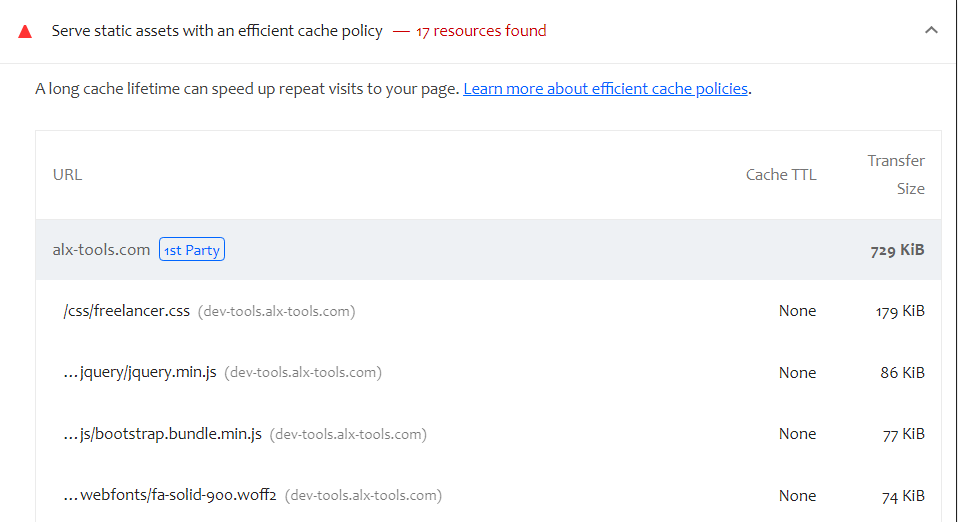 Serve static assets with an efficient cache policy — 17 resources found
A long cache lifetime can speed up repeat visits to your page. Learn more about efficient cache policies.
URL Cache TTL Transfer Size
alx-tools.com 1st Party 729 KiB
/css/freelancer.css (dev-tools.alx-tools.com) None 179 KiB
…jquery/jquery.min.js (dev-tools.alx-tools.com) None 86 KiB
…js/bootstrap.bundle.min.js (dev-tools.alx-tools.com) None 77 KiB
…webfonts/fa-solid-900.woff2 (dev-tools.alx-tools.com) None 74 KiB